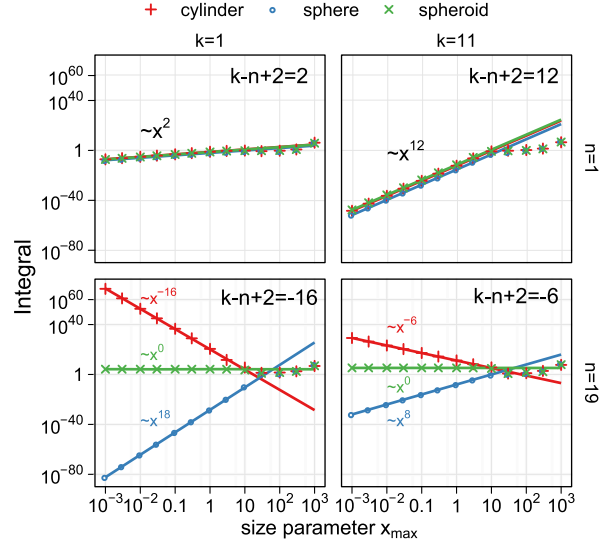 cylinder sphere spheroid
k=1 k=11
k-n+2=2 k-n+2=12
~x^2 ~x^12
10^60
10^40
1
10^−40
10^−80
n=1
Integral
k-n+2=-16 k-n+2=-6
~x^−16 ~x^−6
~x^0 ~x^0
~x^18 ~x^8
10^60
10^40
1
10^−40
10^−80
n=19
10^−3 10^−2 0.1 1 10 10^2 10^3 10^−3 10^−2 0.1 1 10 10^2 10^3
size parameter x_max